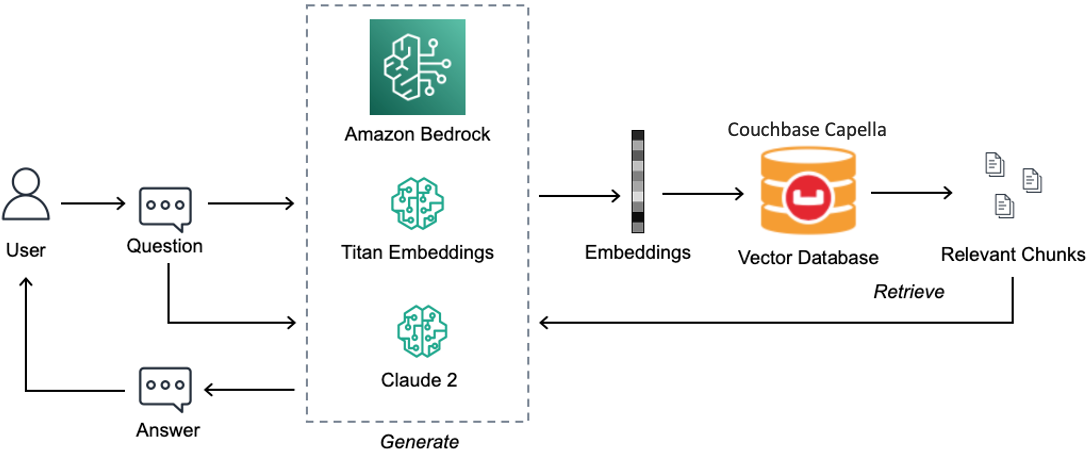 Amazon Bedrock
Couchbase Capella
User
Question
Titan Embeddings
Embeddings
Vector Database
Relevant Chunks
Retrieve
Claude 2
Answer
Generate